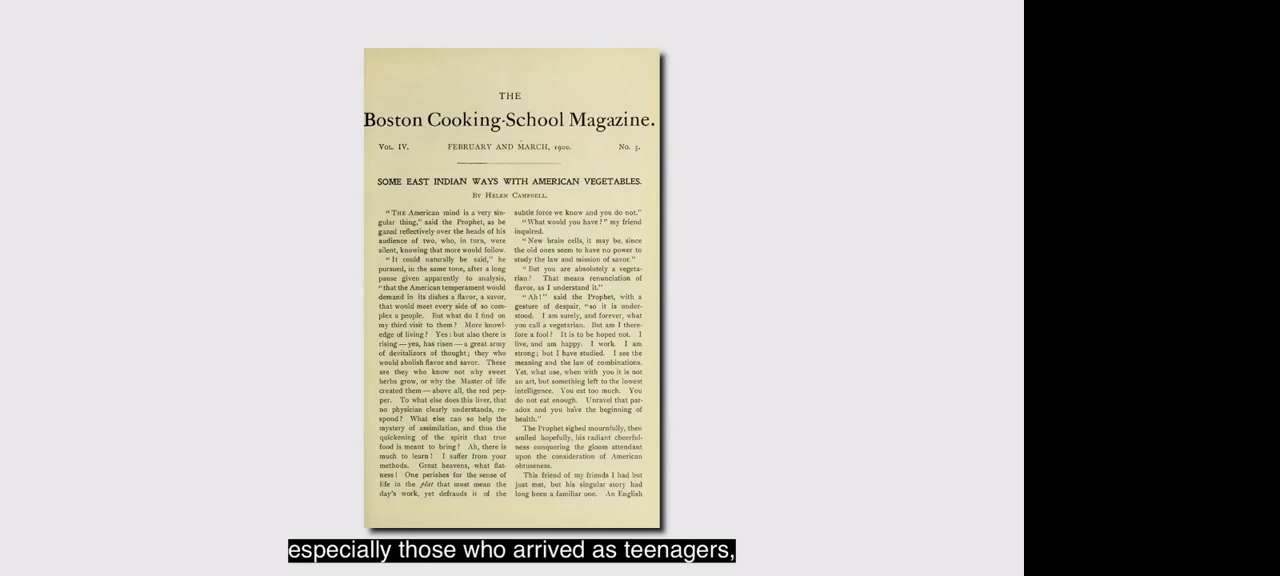 THE
Boston Cooking-School Magazine.
VOL. IV. FEBRUARY AND MARCH, 1900. No. 5.
SOME EAST INDIAN WAYS WITH AMERICAN VEGETABLES.
BY HELEN CAMPBELL.
"THE American mind is a very sin-
gular thing," said the Prophet, as he
gazed reflectively over the heads of his
audience of two, who, in turn, were
silent, knowing that more would follow.
"It could naturally be said," he
pursued, in the same tone, after a long
pause given apparently to analysis,
"that the American temperament would
demand in its dishes a flavor, a savor,
that would meet every side of so com-
plex a people. But what do I find on
my third visit to them? More knowl-
edge of living? Yes: but also there is
rising — yes, has risen — a great army
of devitalizers of thought; they who
would abolish flavor and savor. These
are they who know not why sweet
herbs grow, or why the Master of life
created them — above all, the red pep-
per. To what else does this liver, that
no physician clearly understands, re-
spond? What else can so help the
mystery of assimilation, and thus the
quickening of the spirit that true
food is meant to bring? Ah, there is
much to learn! I suffer from your
methods. Great heavens, what flat-
ness! One perishes for the sense of
life in the plat that must mean the
day's work, yet defrauds it of the
subtle force we know and you do not."
"What would you have?" my friend
inquired.
"New brain cells, it may be, since
the old ones seem to have no power to
study the law and mission of savor."
"But you are absolutely a vegeta-
rian? That means renunciation of
flavor, as I understand it."
"Ah!" said the Prophet, with a
gesture of despair, "so it is under-
stood. I am surely, and forever, what
you call a vegetarian. But am I there-
fore a fool? It is to be hoped not. I
live, and am happy. I work. I am
strong; but I have studied. I see the
meaning and the law of combinations.
Yet, what use, when with you it is not
an art, but something left to the lowest
intelligence. You eat too much. You
do not eat enough. Unravel that par-
adox and you have the beginning of
health."
The Prophet sighed mournfully, then
smiled hopefully, his radiant cheerful-
ness conquering the gloom attendant
upon the consideration of American
obtuseness.
This friend of my friends I had but
just met, but his singular story had
long been a familiar one. An English
especially those who arrived as teenagers,